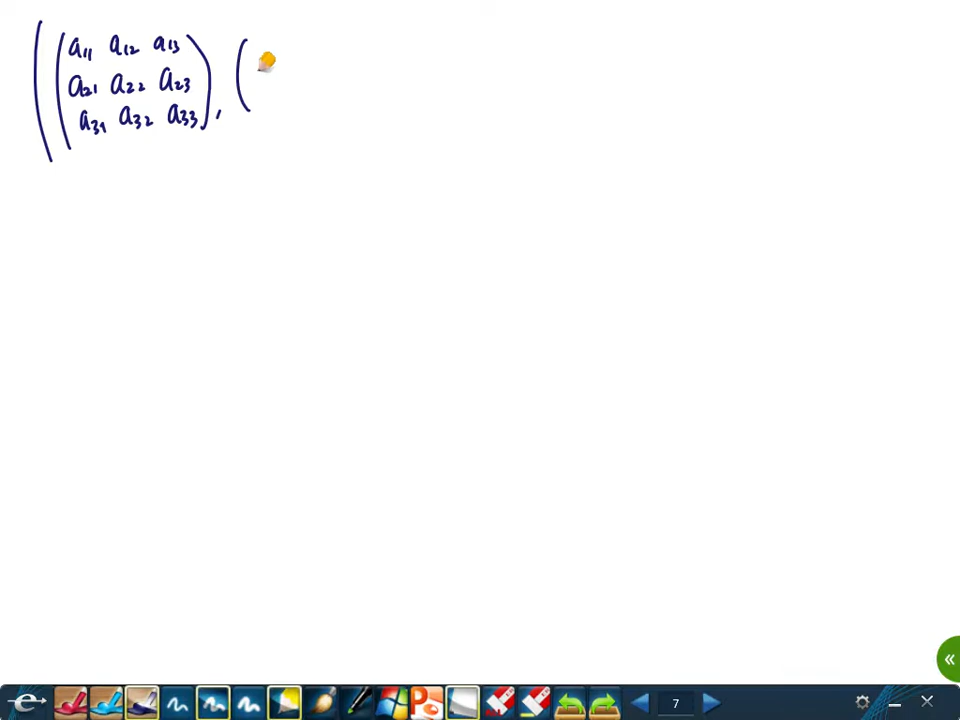 ( ( a11 a12 a13
a21 a22 a23
a31 a32 a33 ) , (
7